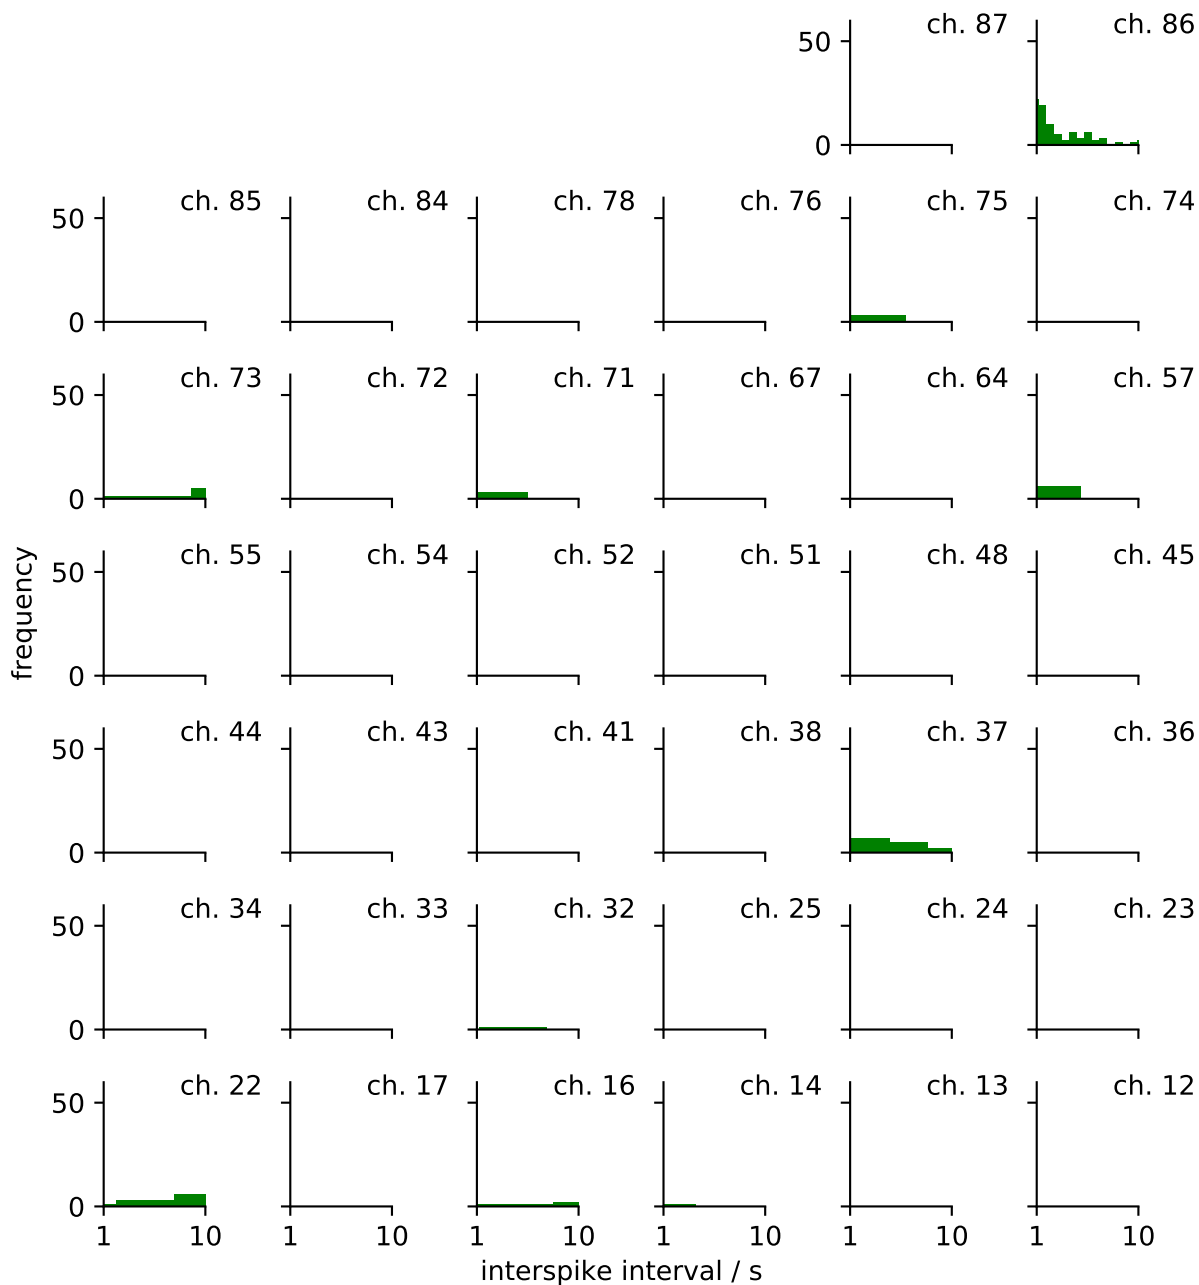 50 ch. 87 ch. 86
0
50 ch. 85 ch. 84 ch. 78 ch. 76 ch. 75 ch. 74
0
50 ch. 73 ch. 72 ch. 71 ch. 67 ch. 64 ch. 57
0
frequency
50 ch. 55 ch. 54 ch. 52 ch. 51 ch. 48 ch. 45
0
50 ch. 44 ch. 43 ch. 41 ch. 38 ch. 37 ch. 36
0
50 ch. 34 ch. 33 ch. 32 ch. 25 ch. 24 ch. 23
0
50 ch. 22 ch. 17 ch. 16 ch. 14 ch. 13 ch. 12
0
1 10 1 10 1 10 1 10 1 10 1 10
interspike interval / s